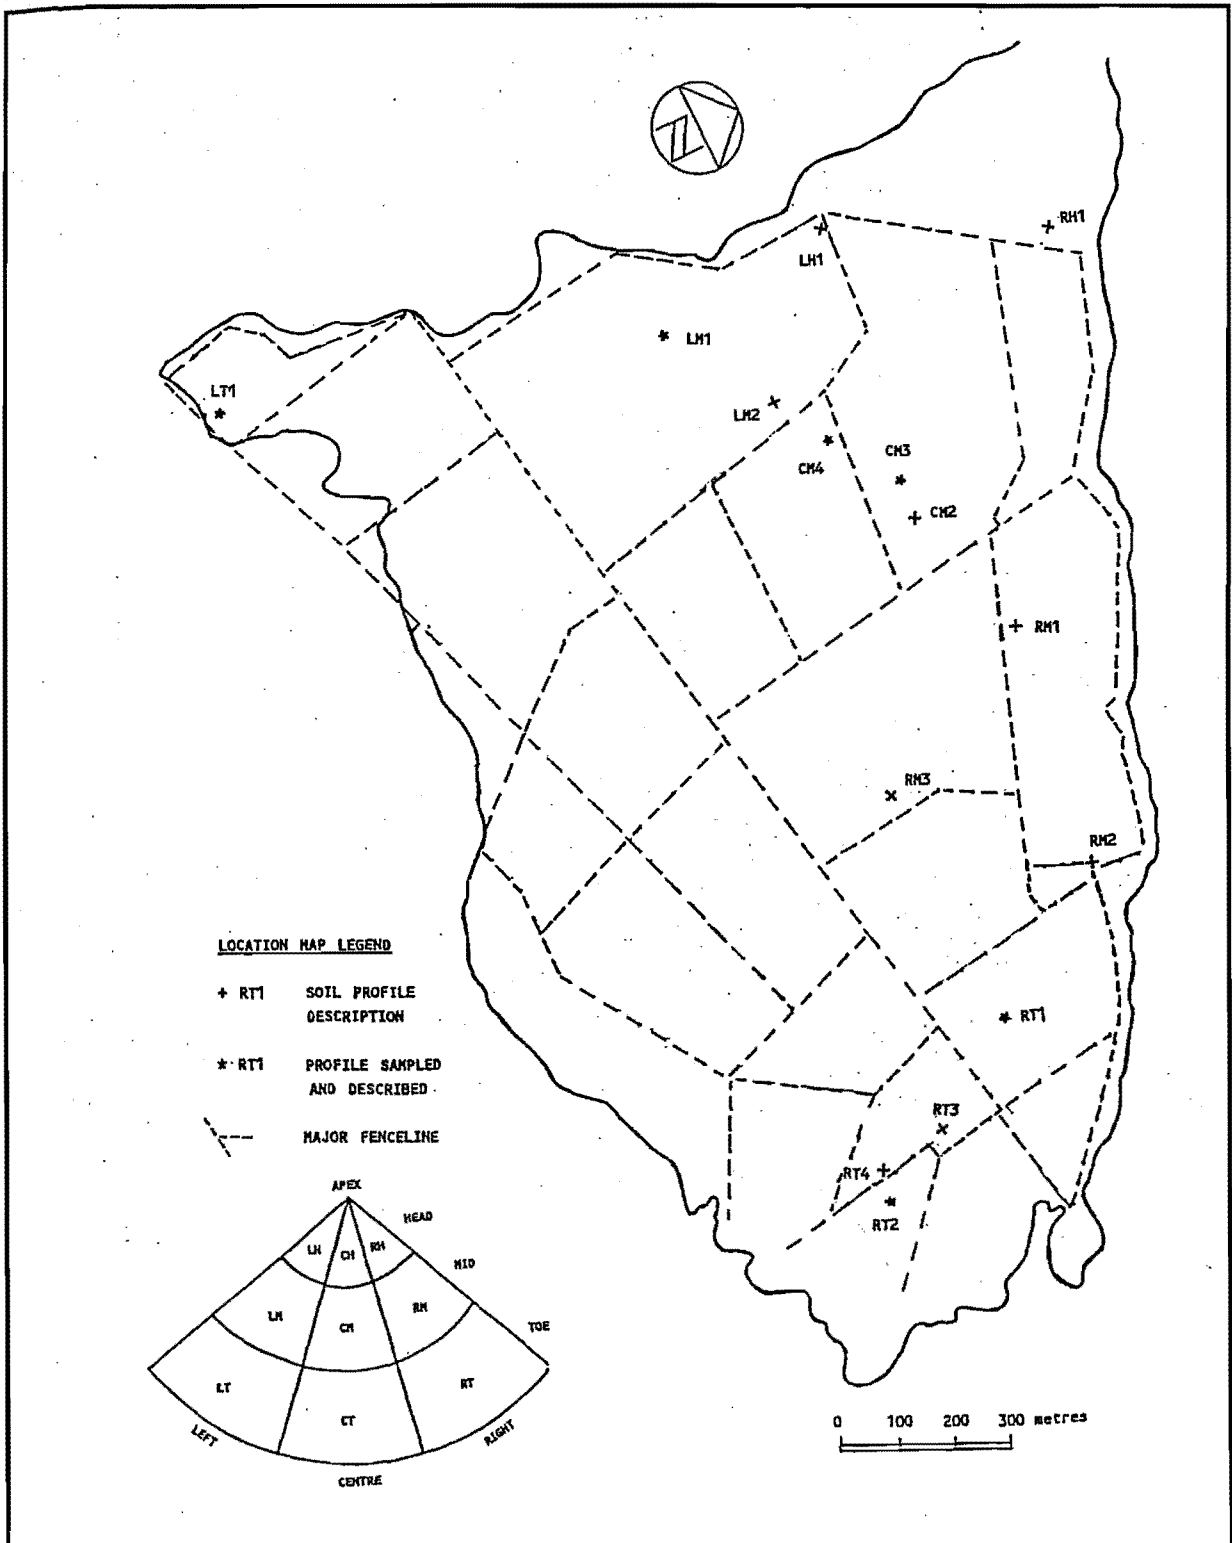 N
RH1
LH1
LM1
LT1
LM2
CM4
CM3
CM2
RM1
RM3
RM2
LOCATION MAP LEGEND
+ RT1 SOIL PROFILE
DESCRIPTION
* RT1 PROFILE SAMPLED
AND DESCRIBED
MAJOR FENCELINE
RT1
RT3
RT4
RT2
APEX
HEAD
LH
CH
RH
MID
LM
CM
RM
TOE
LT
CT
RT
LEFT
CENTRE
RIGHT
0 100 200 300 metres